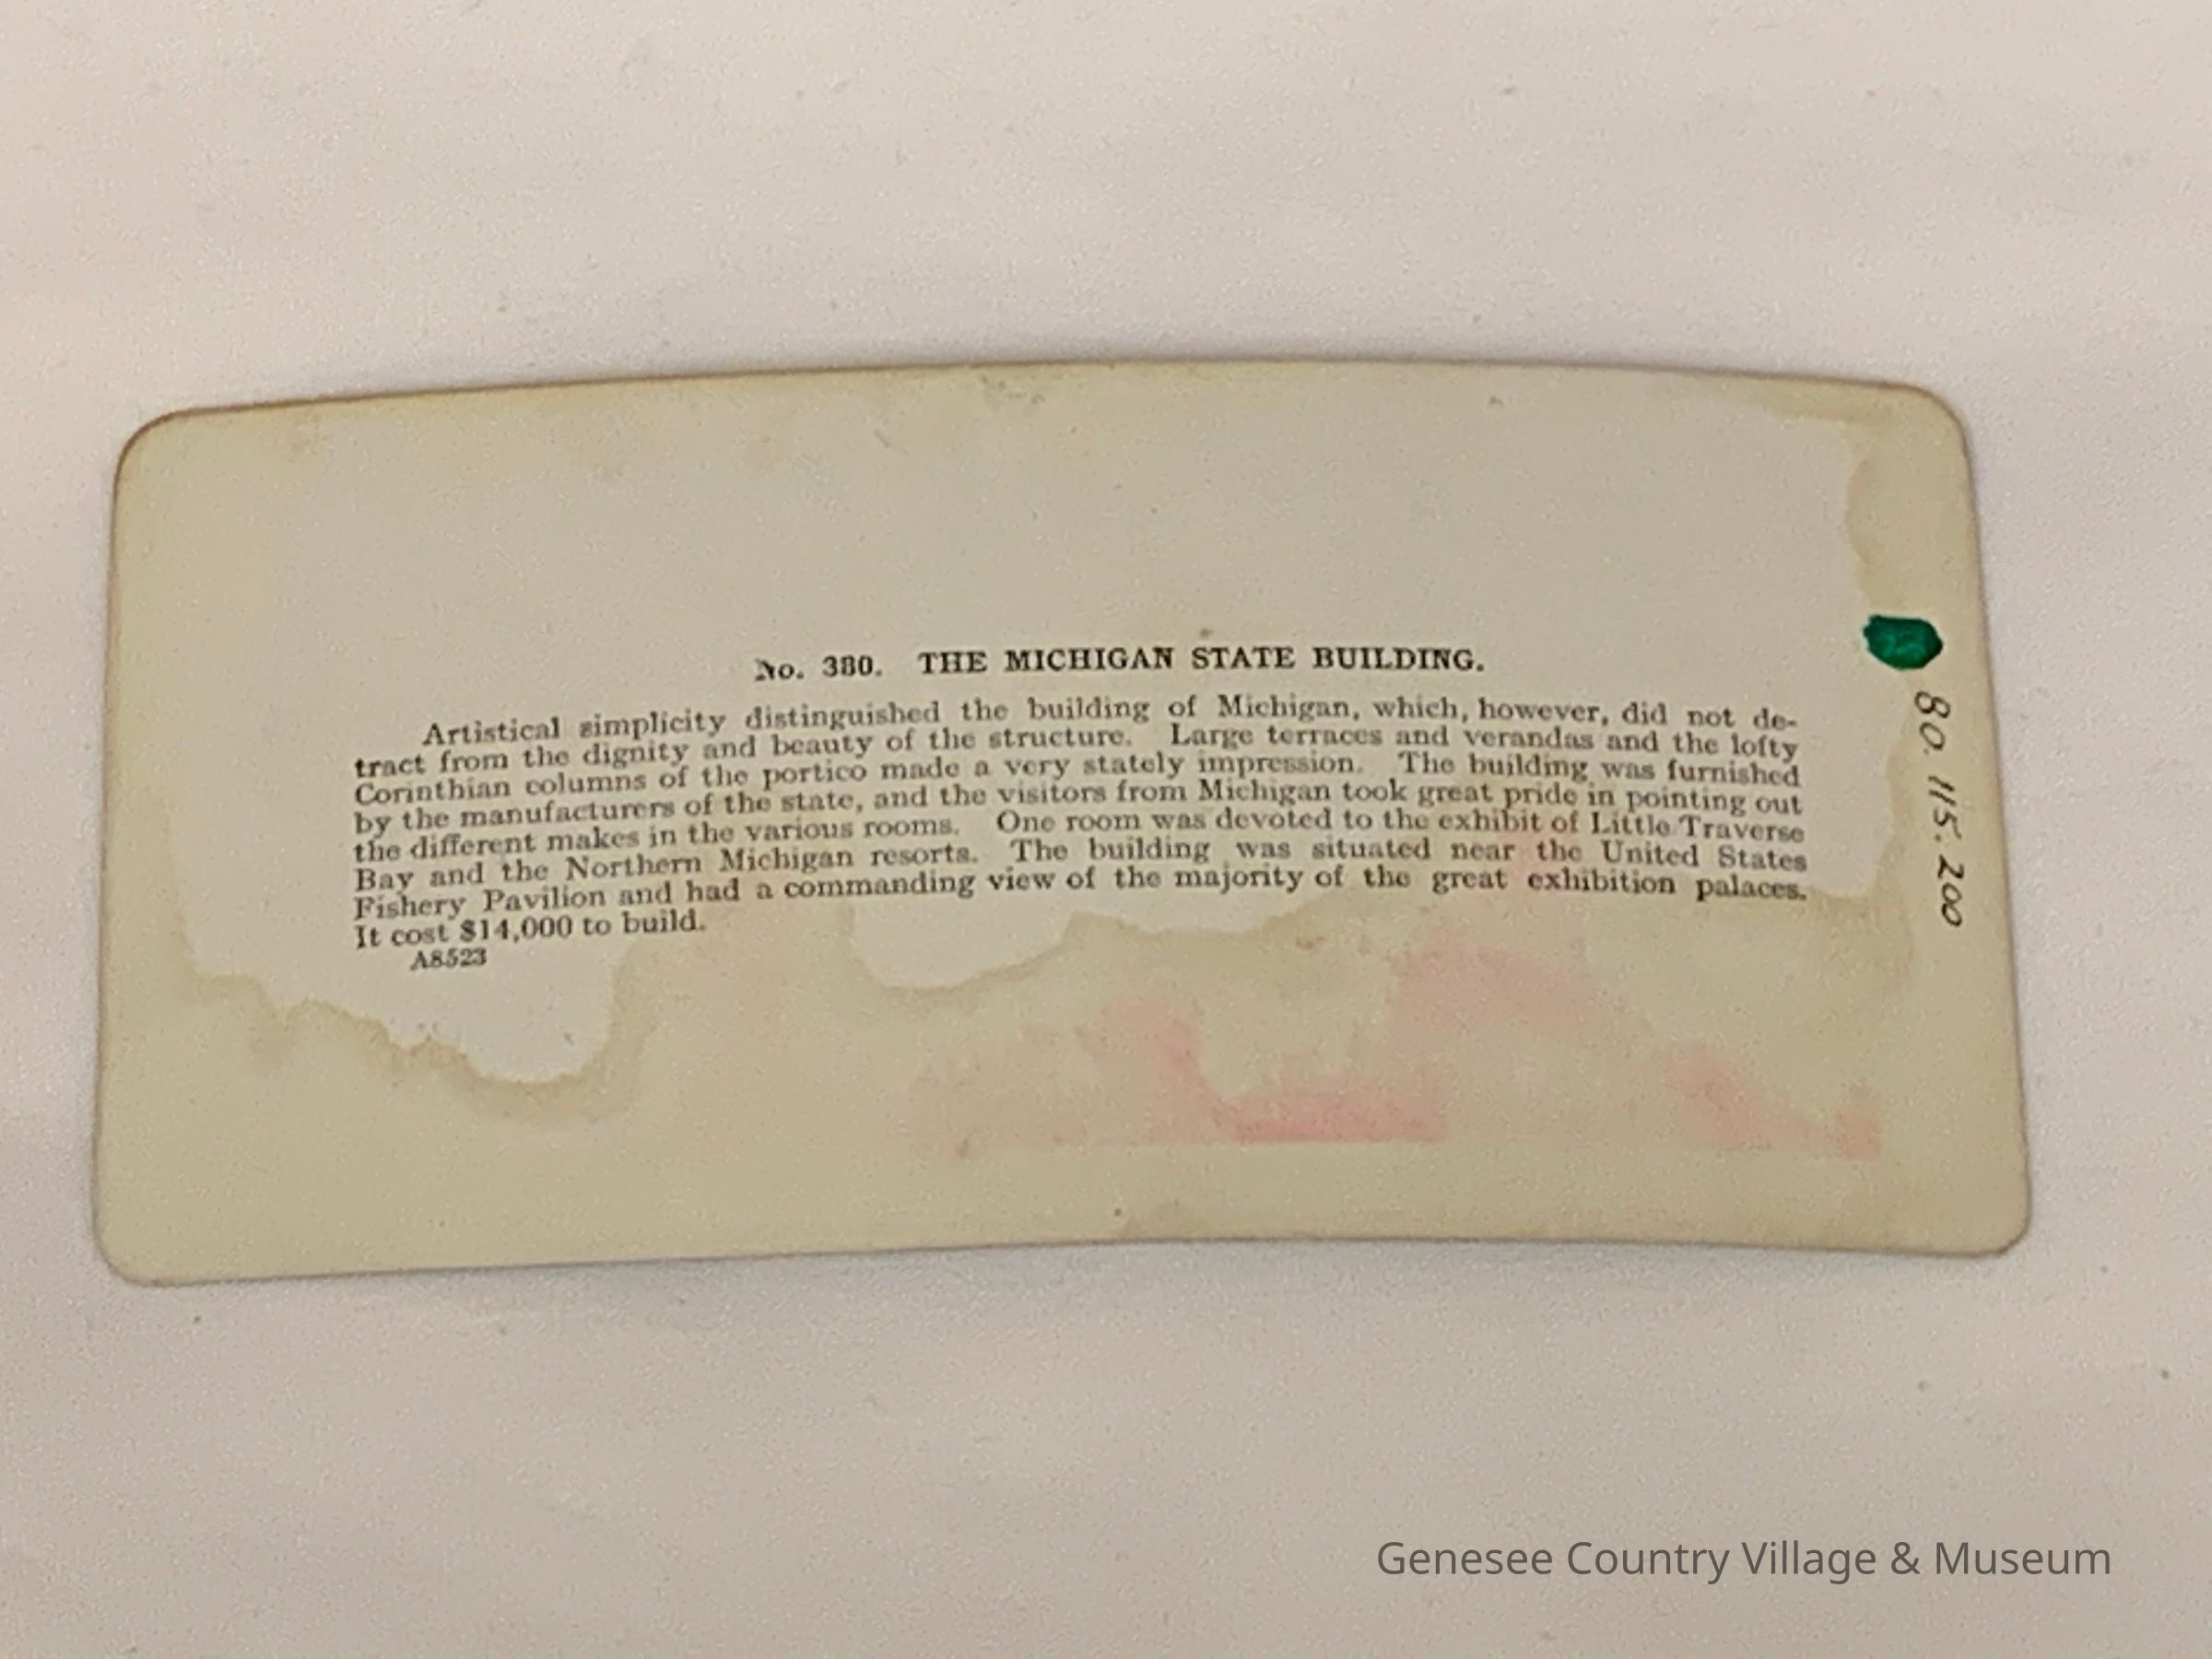 No. 380. THE MICHIGAN STATE BUILDING.
Artistical simplicity distinguished the building of Michigan, which, however, did not de-
tract from the dignity and beauty of the structure. Large terraces and verandas and the lofty
Corinthian columns of the portico made a very stately impression. The building was furnished
by the manufacturers of the state, and the visitors from Michigan took great pride in pointing out
the different makes in the various rooms. One room was devoted to the exhibit of Little Traverse
Bay and the Northern Michigan resorts. The building was situated near the United States
Fishery Pavilion and had a commanding view of the majority of the great exhibition palaces.
It cost $14,000 to build.
A8523
80.115.200
Genesee Country Village & Museum